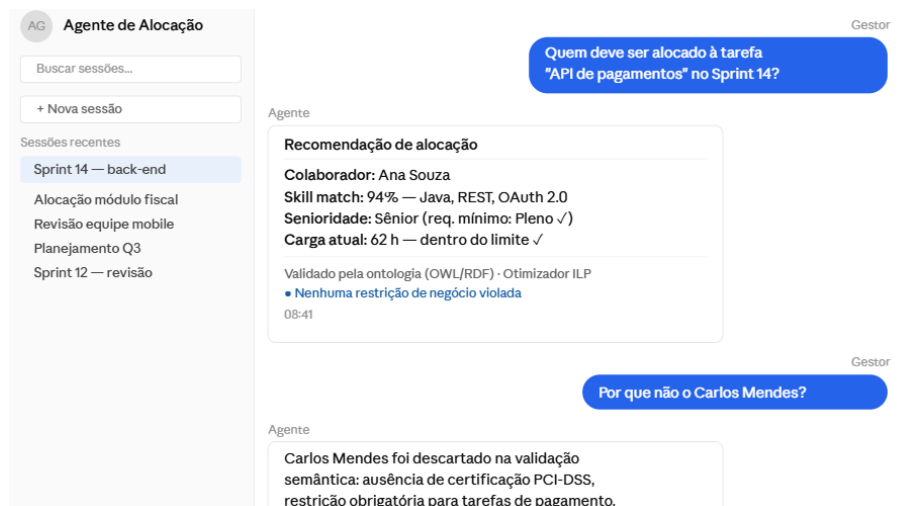 AG
Agente de Alocação
Buscar sessões...
+ Nova sessão
Sessões recentes
Sprint 14 — back-end
Alocação módulo fiscal
Revisão equipe mobile
Planejamento Q3
Sprint 12 — revisão
Gestor
Quem deve ser alocado à tarefa
"API de pagamentos" no Sprint 14?
Agente
Recomendação de alocação
Colaborador: Ana Souza
Skill match: 94% — Java, REST, OAuth 2.0
Senioridade: Sênior (req. mínimo: Pleno ✓)
Carga atual: 62 h — dentro do limite ✓
Validado pela ontologia (OWL/RDF) · Otimizador ILP
● Nenhuma restrição de negócio violada
08:41
Gestor
Por que não o Carlos Mendes?
Agente
Carlos Mendes foi descartado na validação
semântica: ausência de certificação PCI-DSS,
restrição obrigatória para tarefas de pagamento.